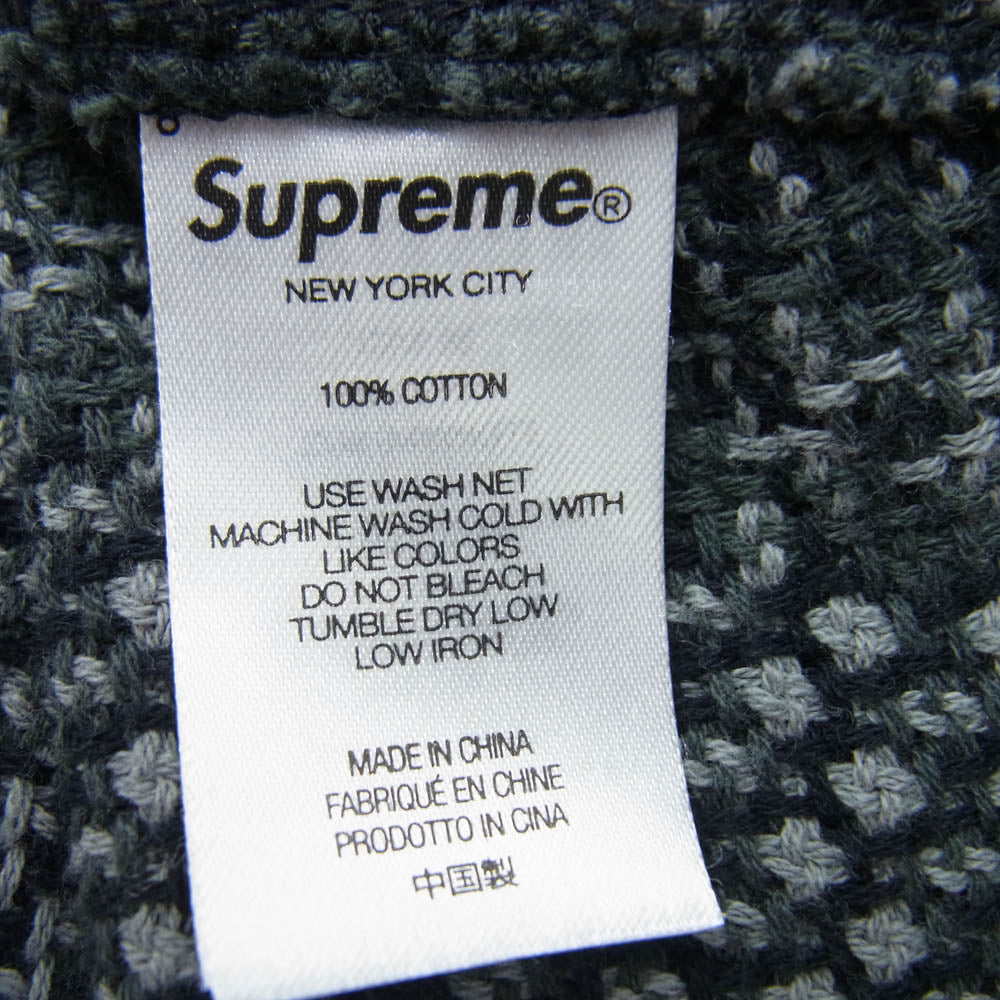 Supreme®
NEW YORK CITY
100% COTTON
USE WASH NET
MACHINE WASH COLD WITH
LIKE COLORS
DO NOT BLEACH
TUMBLE DRY LOW
LOW IRON
MADE IN CHINA
FABRIQUÉ EN CHINE
PRODOTTO IN CINA
中国製